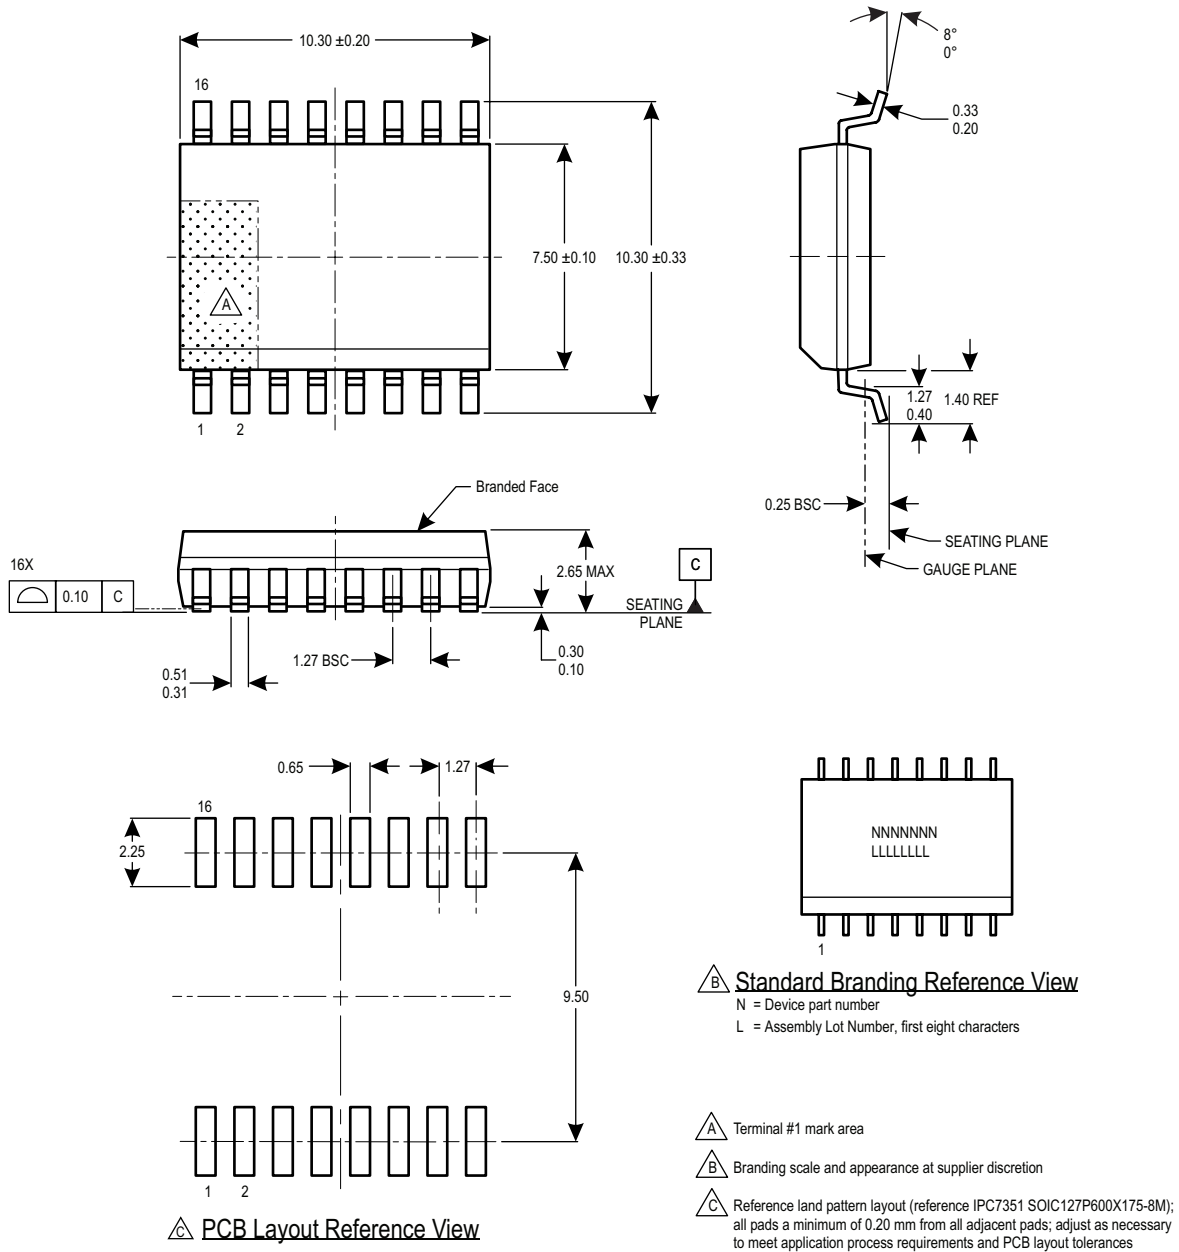 10.30 ±0.20
16
8°
0°
0.33
0.20
7.50 ±0.10
10.30 ±0.33
A
1 2
1.27
0.40
1.40 REF
0.25 BSC
SEATING PLANE
GAUGE PLANE
Branded Face
16X
0.10 C
2.65 MAX
C
SEATING
PLANE
0.51
0.31
1.27 BSC
0.30
0.10
0.65
1.27
16
2.25
9.50
1 2
C PCB Layout Reference View
NNNNNNN
LLLLLLLL
1
B Standard Branding Reference View
N = Device part number
L = Assembly Lot Number, first eight characters
A Terminal #1 mark area
B Branding scale and appearance at supplier discretion
C Reference land pattern layout (reference IPC7351 SOIC127P600X175-8M);
all pads a minimum of 0.20 mm from all adjacent pads; adjust as necessary
to meet application process requirements and PCB layout tolerances